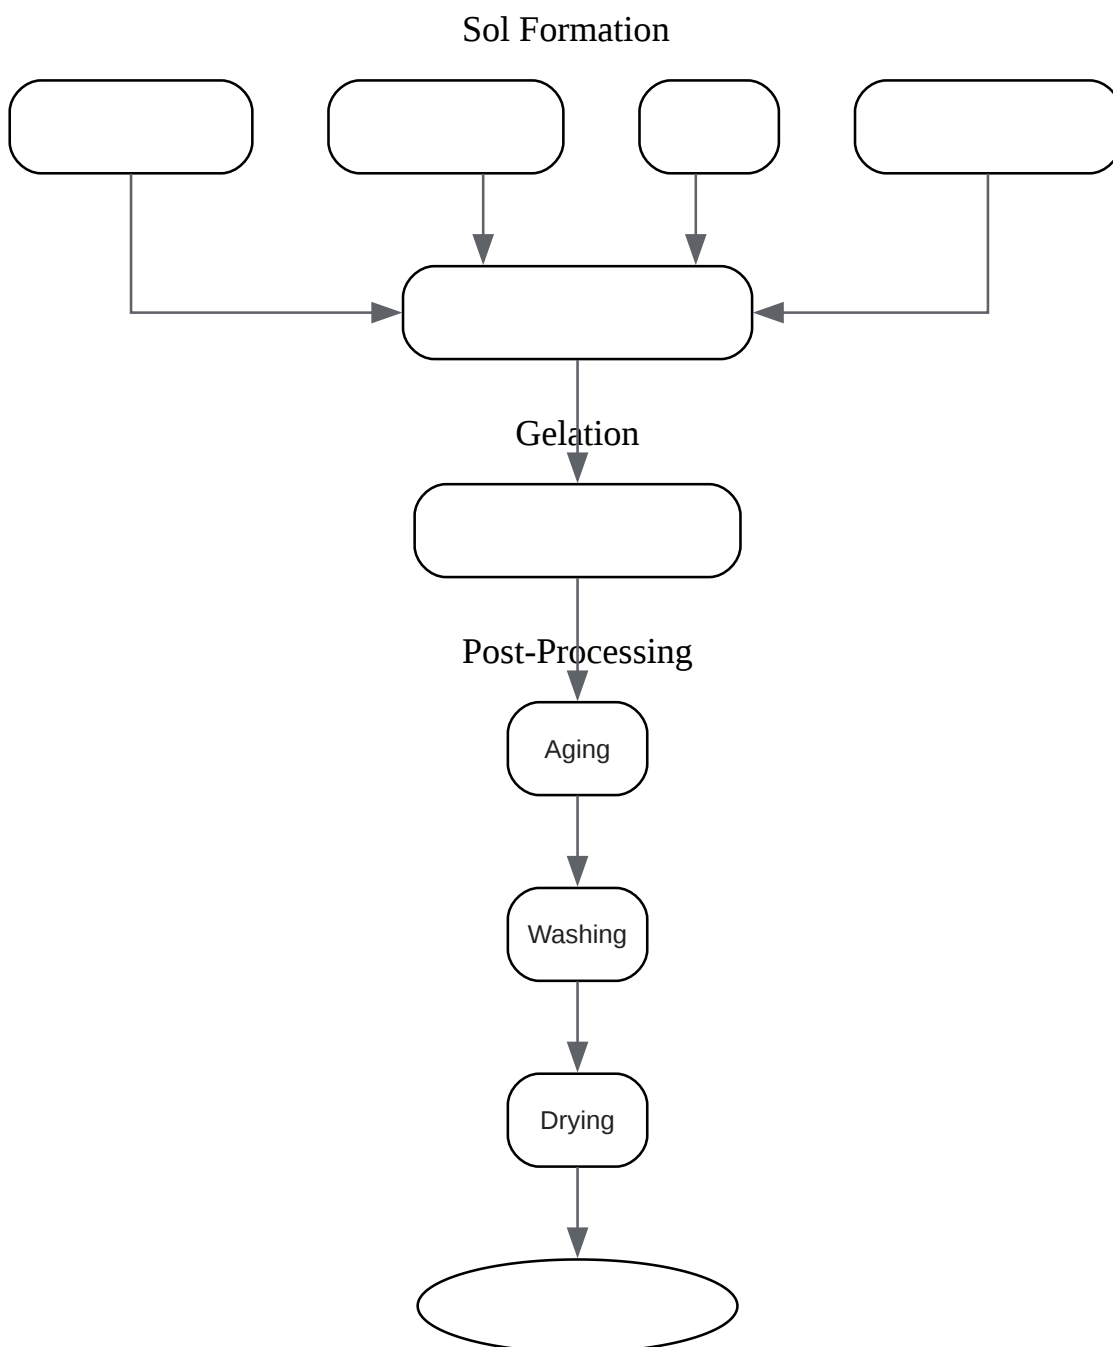 Sol Formation
Gelation
Post-Processing
Aging
Washing
Drying